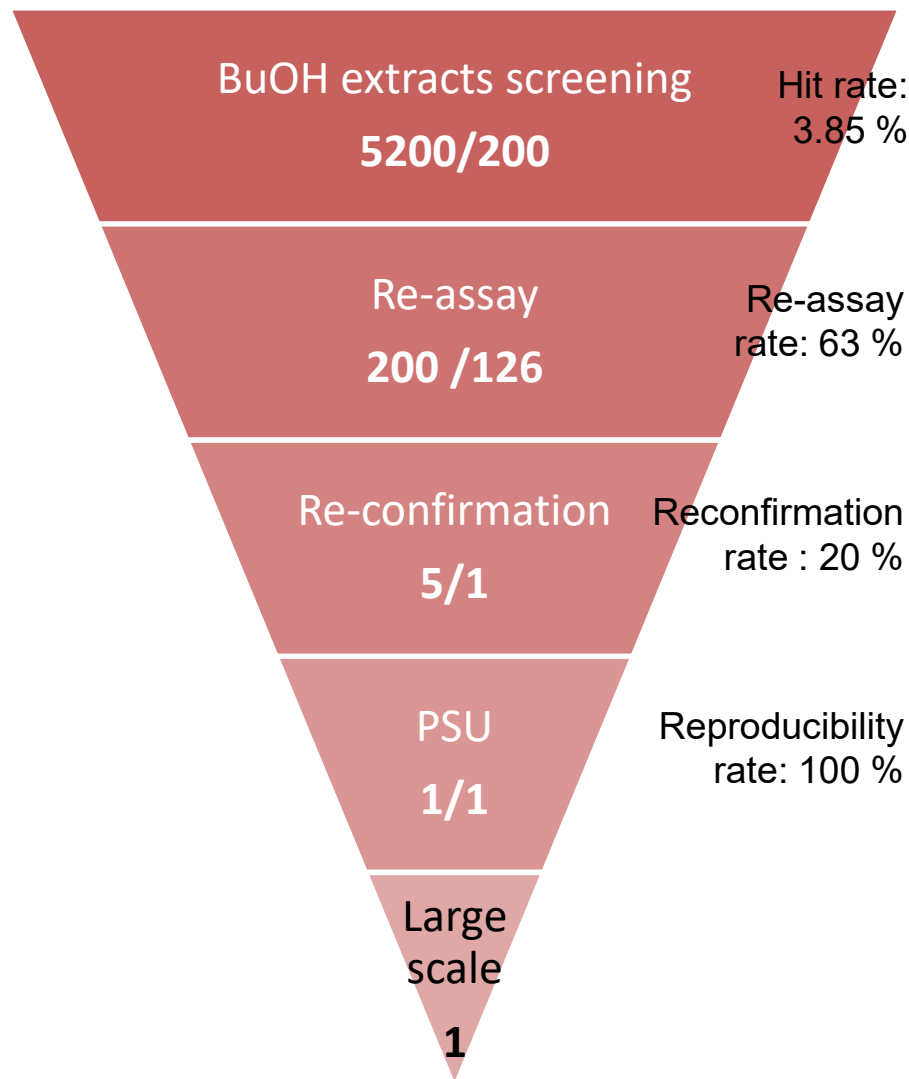 BuOH extracts screening
5200/200
Hit rate:
3.85 %
Re-assay
200 /126
Re-assay
rate: 63 %
Re-confirmation
5/1
Reconfirmation
rate : 20 %
PSU
1/1
Reproducibility
rate: 100 %
Large
scale
1